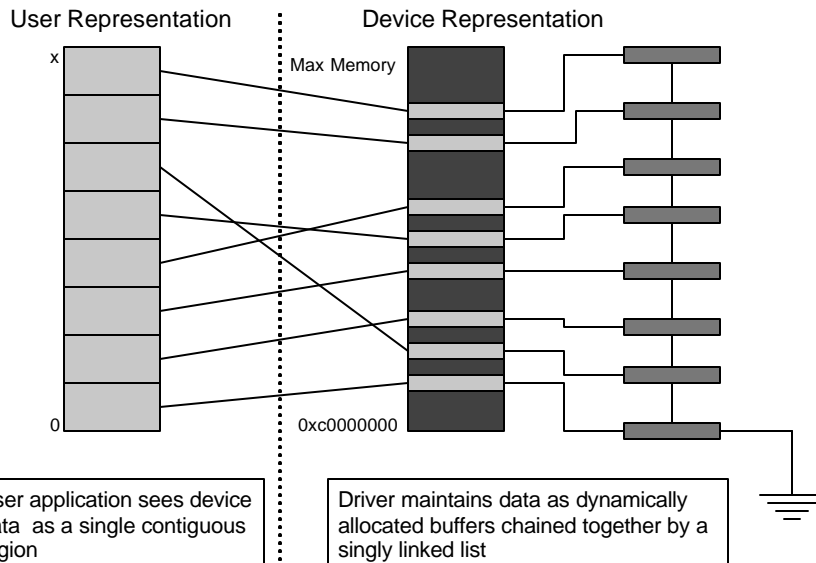 User Representation
Device Representation
x
Max Memory
0
0xc0000000
ser application sees device
ata as a single contiguous
gion
Driver maintains data as dynamically
allocated buffers chained together by a
singly linked list